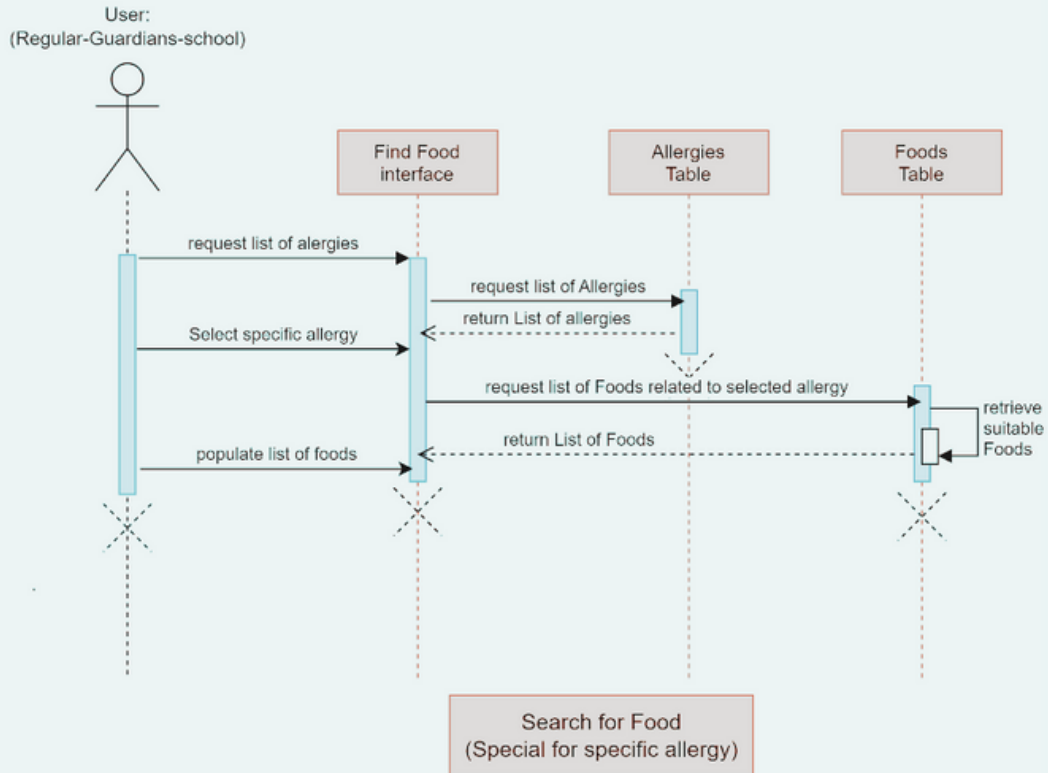 User:
(Regular-Guardians-school)
Find Food
interface
Allergies
Table
Foods
Table
request list of alergies
request list of Allergies
return List of allergies
Select specific allergy
request list of Foods related to selected allergy
retrieve
suitable
Foods
return List of Foods
populate list of foods
Search for Food
(Special for specific allergy)